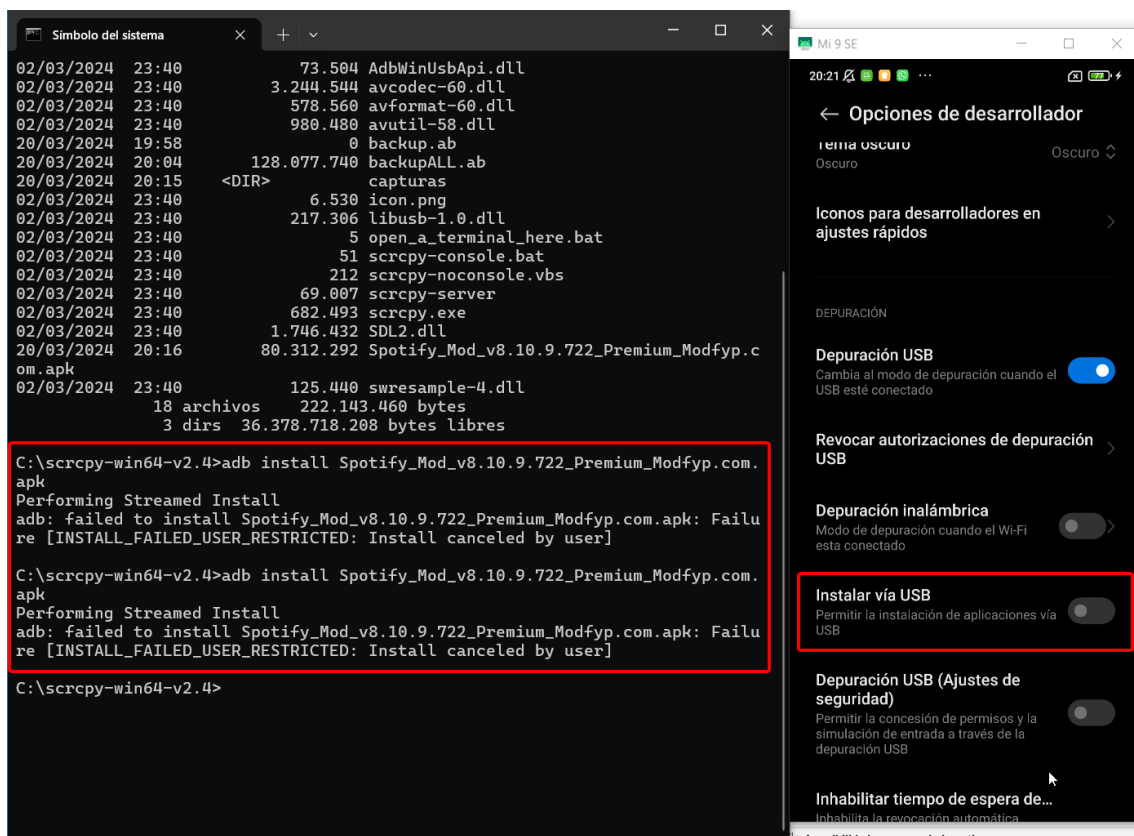 Símbolo del sistema
02/03/2024  23:40            73.504 AdbWinUsbApi.dll
02/03/2024  23:40         3.244.544 avcodec-60.dll
02/03/2024  23:40           578.560 avformat-60.dll
02/03/2024  23:40           980.480 avutil-58.dll
20/03/2024  19:58                 0 backup.ab
20/03/2024  20:04       128.077.740 backupALL.ab
20/03/2024  20:15    <DIR>          capturas
02/03/2024  23:40             6.530 icon.png
02/03/2024  23:40           217.306 libusb-1.0.dll
02/03/2024  23:40                 5 open_a_terminal_here.bat
02/03/2024  23:40                51 scrcpy-console.bat
02/03/2024  23:40               212 scrcpy-noconsole.vbs
02/03/2024  23:40            69.007 scrcpy-server
02/03/2024  23:40           682.493 scrcpy.exe
02/03/2024  23:40         1.746.432 SDL2.dll
20/03/2024  20:16        80.312.292 Spotify_Mod_v8.10.9.722_Premium_Modfyp.c
om.apk
02/03/2024  23:40           125.440 swresample-4.dll
18 archivos    222.143.460 bytes
3 dirs  36.378.718.208 bytes libres
C:\scrcpy-win64-v2.4>adb install Spotify_Mod_v8.10.9.722_Premium_Modfyp.com.
apk
Performing Streamed Install
adb: failed to install Spotify_Mod_v8.10.9.722_Premium_Modfyp.com.apk: Failu
re [INSTALL_FAILED_USER_RESTRICTED: Install canceled by user]
C:\scrcpy-win64-v2.4>adb install Spotify_Mod_v8.10.9.722_Premium_Modfyp.com.
apk
Performing Streamed Install
adb: failed to install Spotify_Mod_v8.10.9.722_Premium_Modfyp.com.apk: Failu
re [INSTALL_FAILED_USER_RESTRICTED: Install canceled by user]
C:\scrcpy-win64-v2.4>
Mi 9 SE
20:21 ··· 77
Opciones de desarrollador
Tema oscuro
Oscuro
Oscuro
Iconos para desarrolladores en
ajustes rápidos
DEPURACIÓN
Depuración USB
Cambia al modo de depuración cuando el
USB esté conectado
Revocar autorizaciones de depuración
USB
Depuración inalámbrica
Modo de depuración cuando el Wi-Fi
esta conectado
Instalar vía USB
Permitir la instalación de aplicaciones vía
USB
Depuración USB (Ajustes de
seguridad)
Permitir la concesión de permisos y la
simulación de entrada a través de la
depuración USB
Inhabilitar tiempo de espera de...
Inhabilita la revocación automática